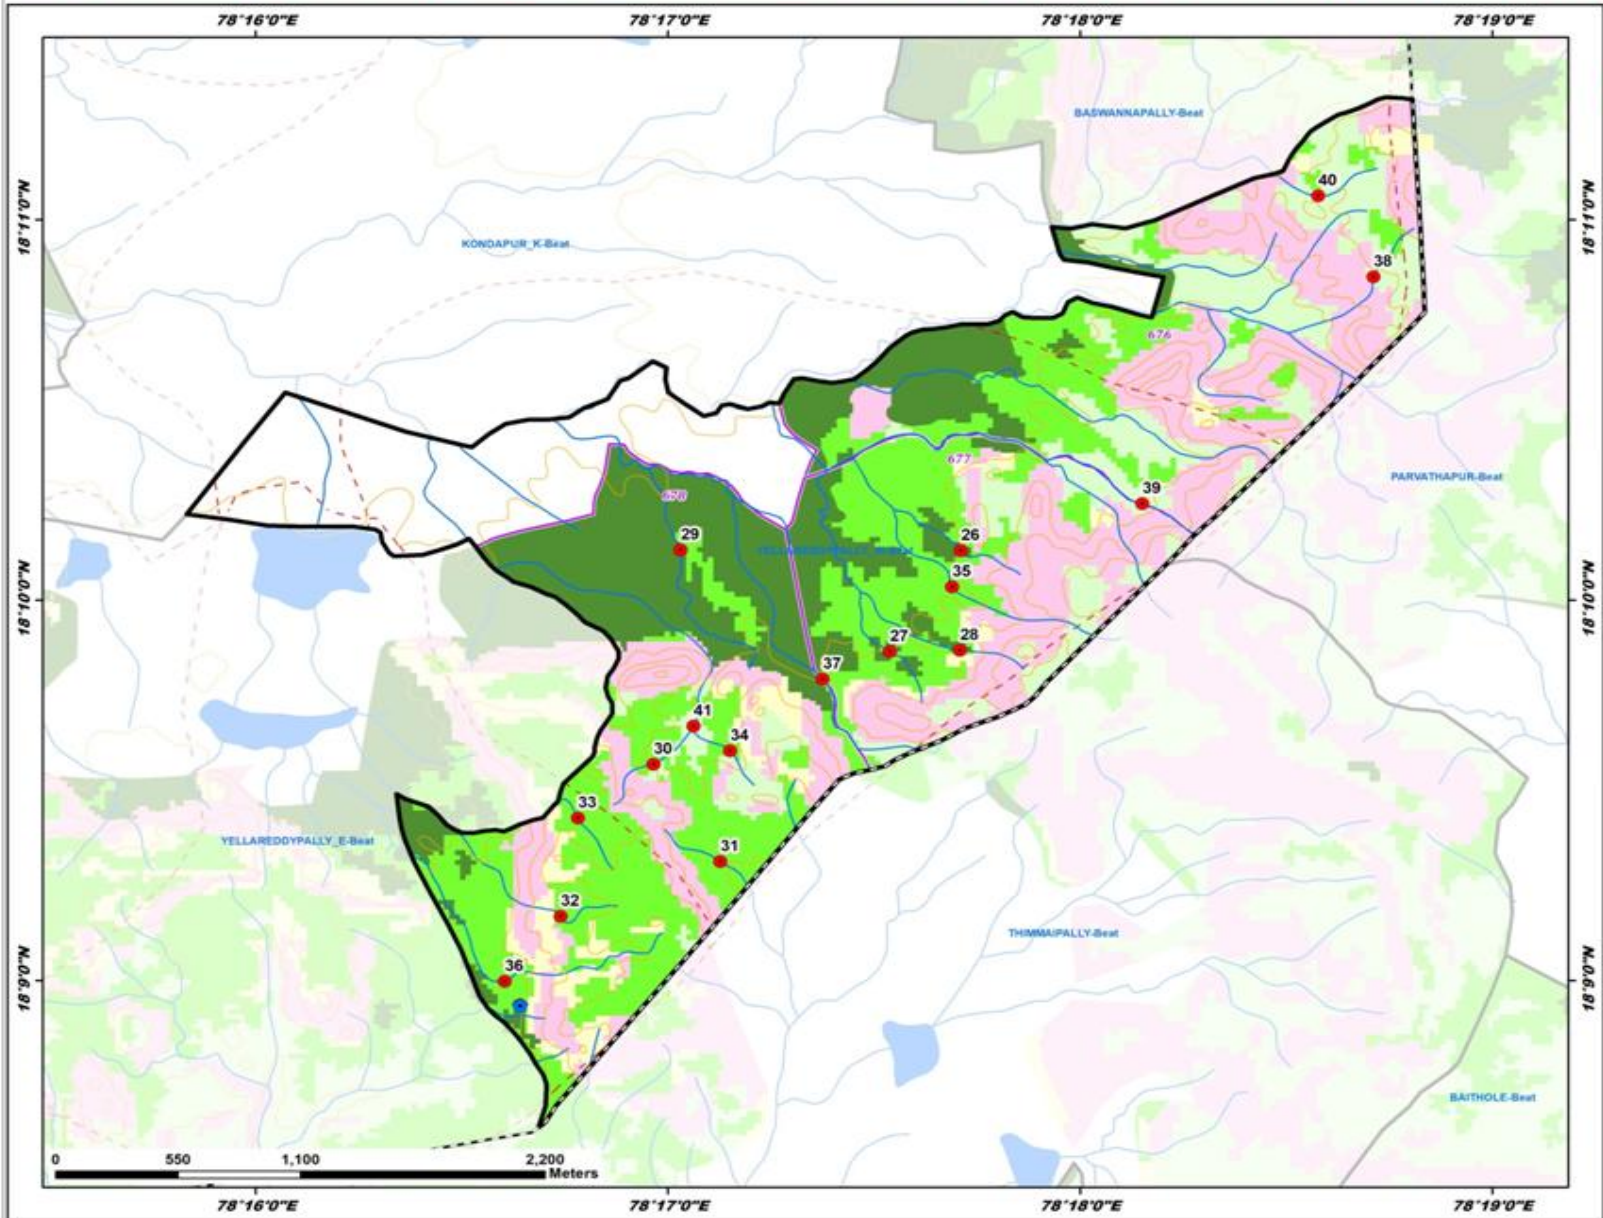 78°16'0"E
78°17'0"E
78°18'0"E
78°19'0"E
BASWANNAPALLY-Beat
40
18°11'0"N
18°11'0"N
KONDAPUR_K-Beat
38
676
677
PARVATHAPUR-Beat
39
678
29
26
35
18°10'0"N
18°10'0"N
27
28
37
41
34
30
33
YELLAREDDYPALLY_E-Beat
31
32
THIMMAIPALLY-Beat
36
18°9'0"N
18°9'0"N
BAITHOLE-Beat
0 550 1,100 2,200
Meters
78°16'0"E
78°17'0"E
78°18'0"E
78°19'0"E